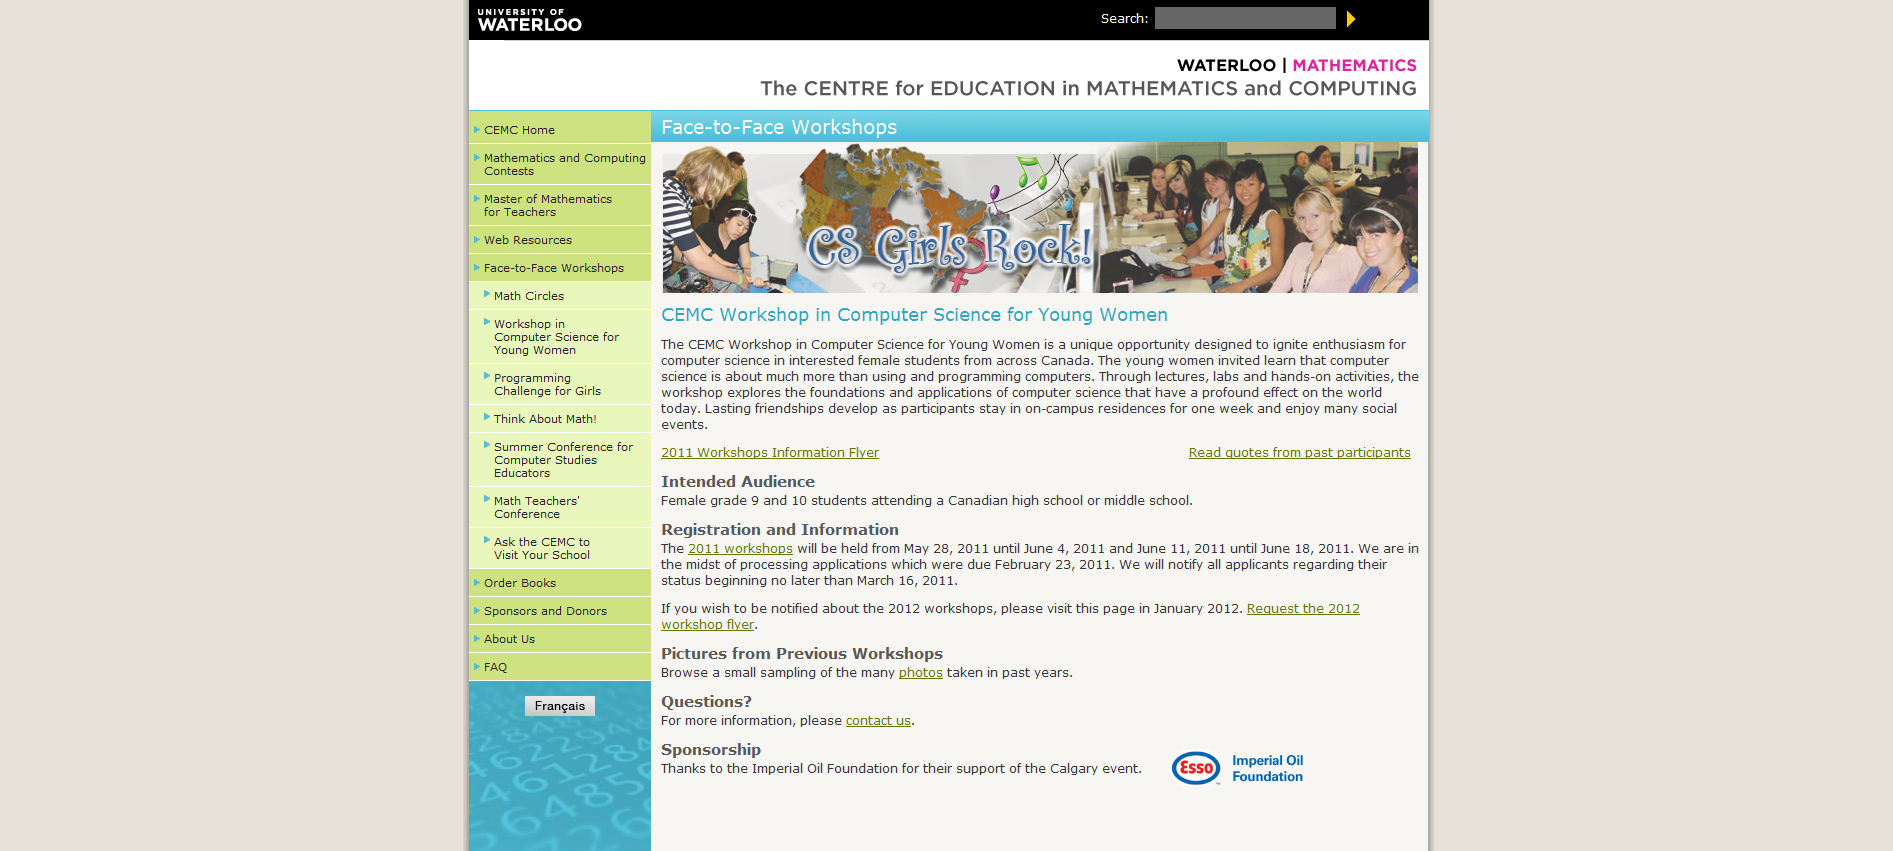 UNIVERSITY OF
WATERLOO
Search:
WATERLOO | MATHEMATICS
The CENTRE for EDUCATION in MATHEMATICS and COMPUTING
CEMC Home
Mathematics and Computing
Contests
Master of Mathematics
for Teachers
Web Resources
Face-to-Face Workshops
Math Circles
Workshop in
Computer Science for
Young Women
Programming
Challenge for Girls
Think About Math!
Summer Conference for
Computer Studies
Educators
Math Teachers'
Conference
Ask the CEMC to
Visit Your School
Order Books
Sponsors and Donors
About Us
FAQ
Français
Face-to-Face Workshops
CS Girls Rock!
CEMC Workshop in Computer Science for Young Women
The CEMC Workshop in Computer Science for Young Women is a unique opportunity designed to ignite enthusiasm for
computer science in interested female students from across Canada. The young women invited learn that computer
science is about much more than using and programming computers. Through lectures, labs and hands-on activities, the
workshop explores the foundations and applications of computer science that have a profound effect on the world
today. Lasting friendships develop as participants stay in on-campus residences for one week and enjoy many social
events.
2011 Workshops Information Flyer
Read quotes from past participants
Intended Audience
Female grade 9 and 10 students attending a Canadian high school or middle school.
Registration and Information
The 2011 workshops will be held from May 28, 2011 until June 4, 2011 and June 11, 2011 until June 18, 2011. We are in
the midst of processing applications which were due February 23, 2011. We will notify all applicants regarding their
status beginning no later than March 16, 2011.
If you wish to be notified about the 2012 workshops, please visit this page in January 2012. Request the 2012
workshop flyer.
Pictures from Previous Workshops
Browse a small sampling of the many photos taken in past years.
Questions?
For more information, please contact us.
Sponsorship
Thanks to the Imperial Oil Foundation for their support of the Calgary event.
Esso
Imperial Oil
Foundation